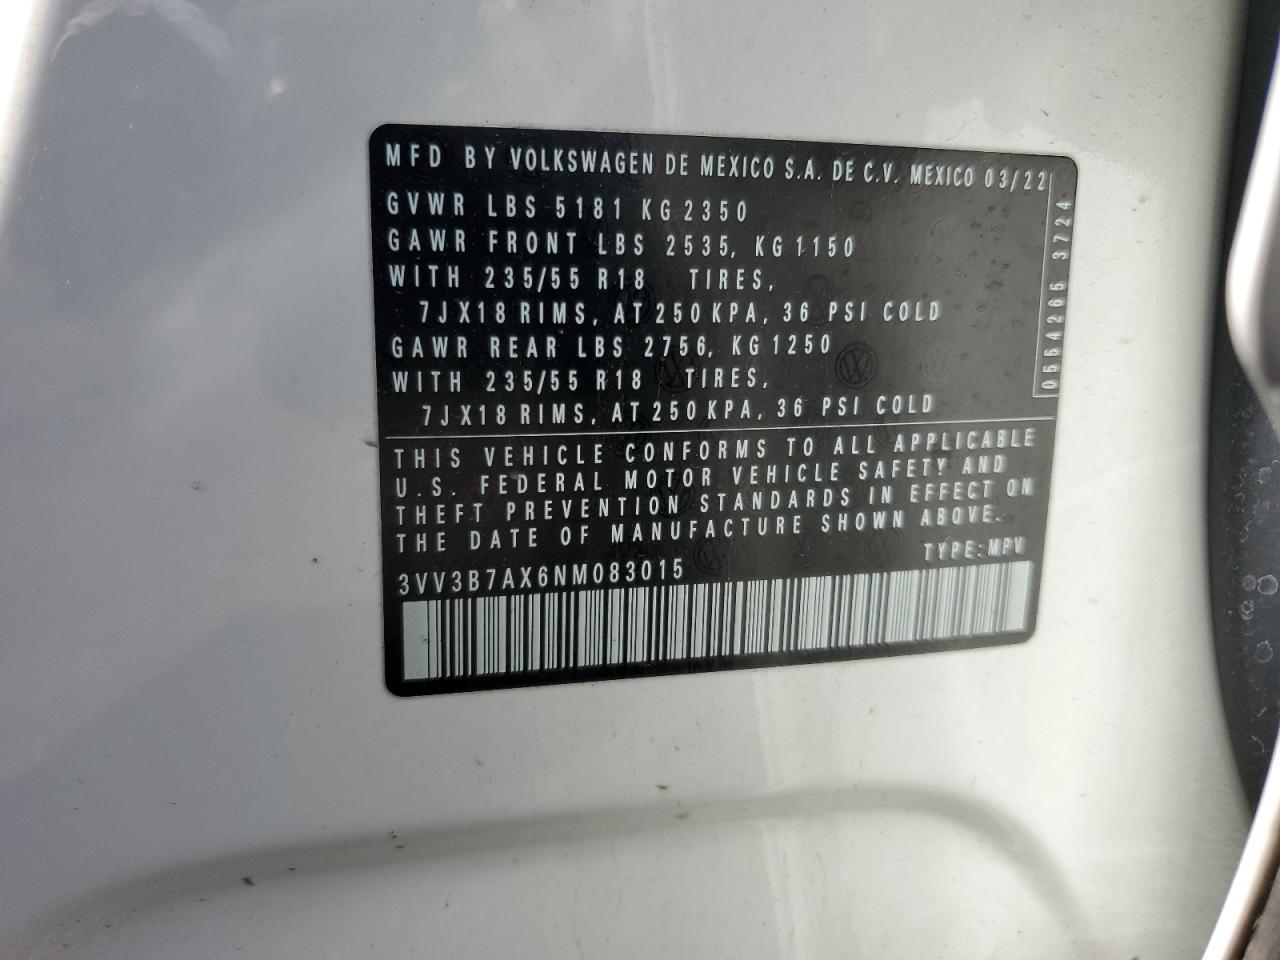 MFD BY VOLKSWAGEN DE MEXICO S.A. DE C.V. MEXICO 03/22
GVWR LBS 5181 KG 2350
GAWR FRONT LBS 2535, KG 1150
WITH 235/55 R18 TIRES,
7JX18 RIMS, AT 250 KPA, 36 PSI COLD
GAWR REAR LBS 2756, KG 1250
WITH 235/55 R18 TIRES,
7JX18 RIMS, AT 250 KPA, 36 PSI COLD
0554265 3724
THIS VEHICLE CONFORMS TO ALL APPLICABLE
U.S. FEDERAL MOTOR VEHICLE SAFETY AND
THEFT PREVENTION STANDARDS IN EFFECT ON
THE DATE OF MANUFACTURE SHOWN ABOVE.
TYPE:MPV
3VV3B7AX6NM083015